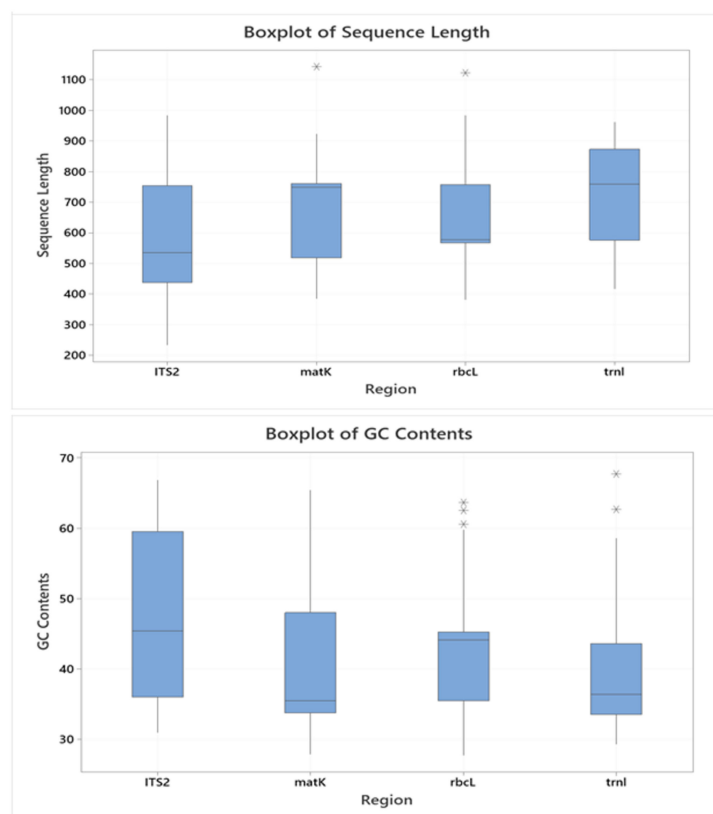 Boxplot of Sequence Length
1100
1000
900
800
700
600
500
400
300
200
Sequence Length
ITS2 matK rbcL trnl
Region
Boxplot of GC Contents
70
60
50
40
30
GC Contents
ITS2 matK rbcL trnl
Region